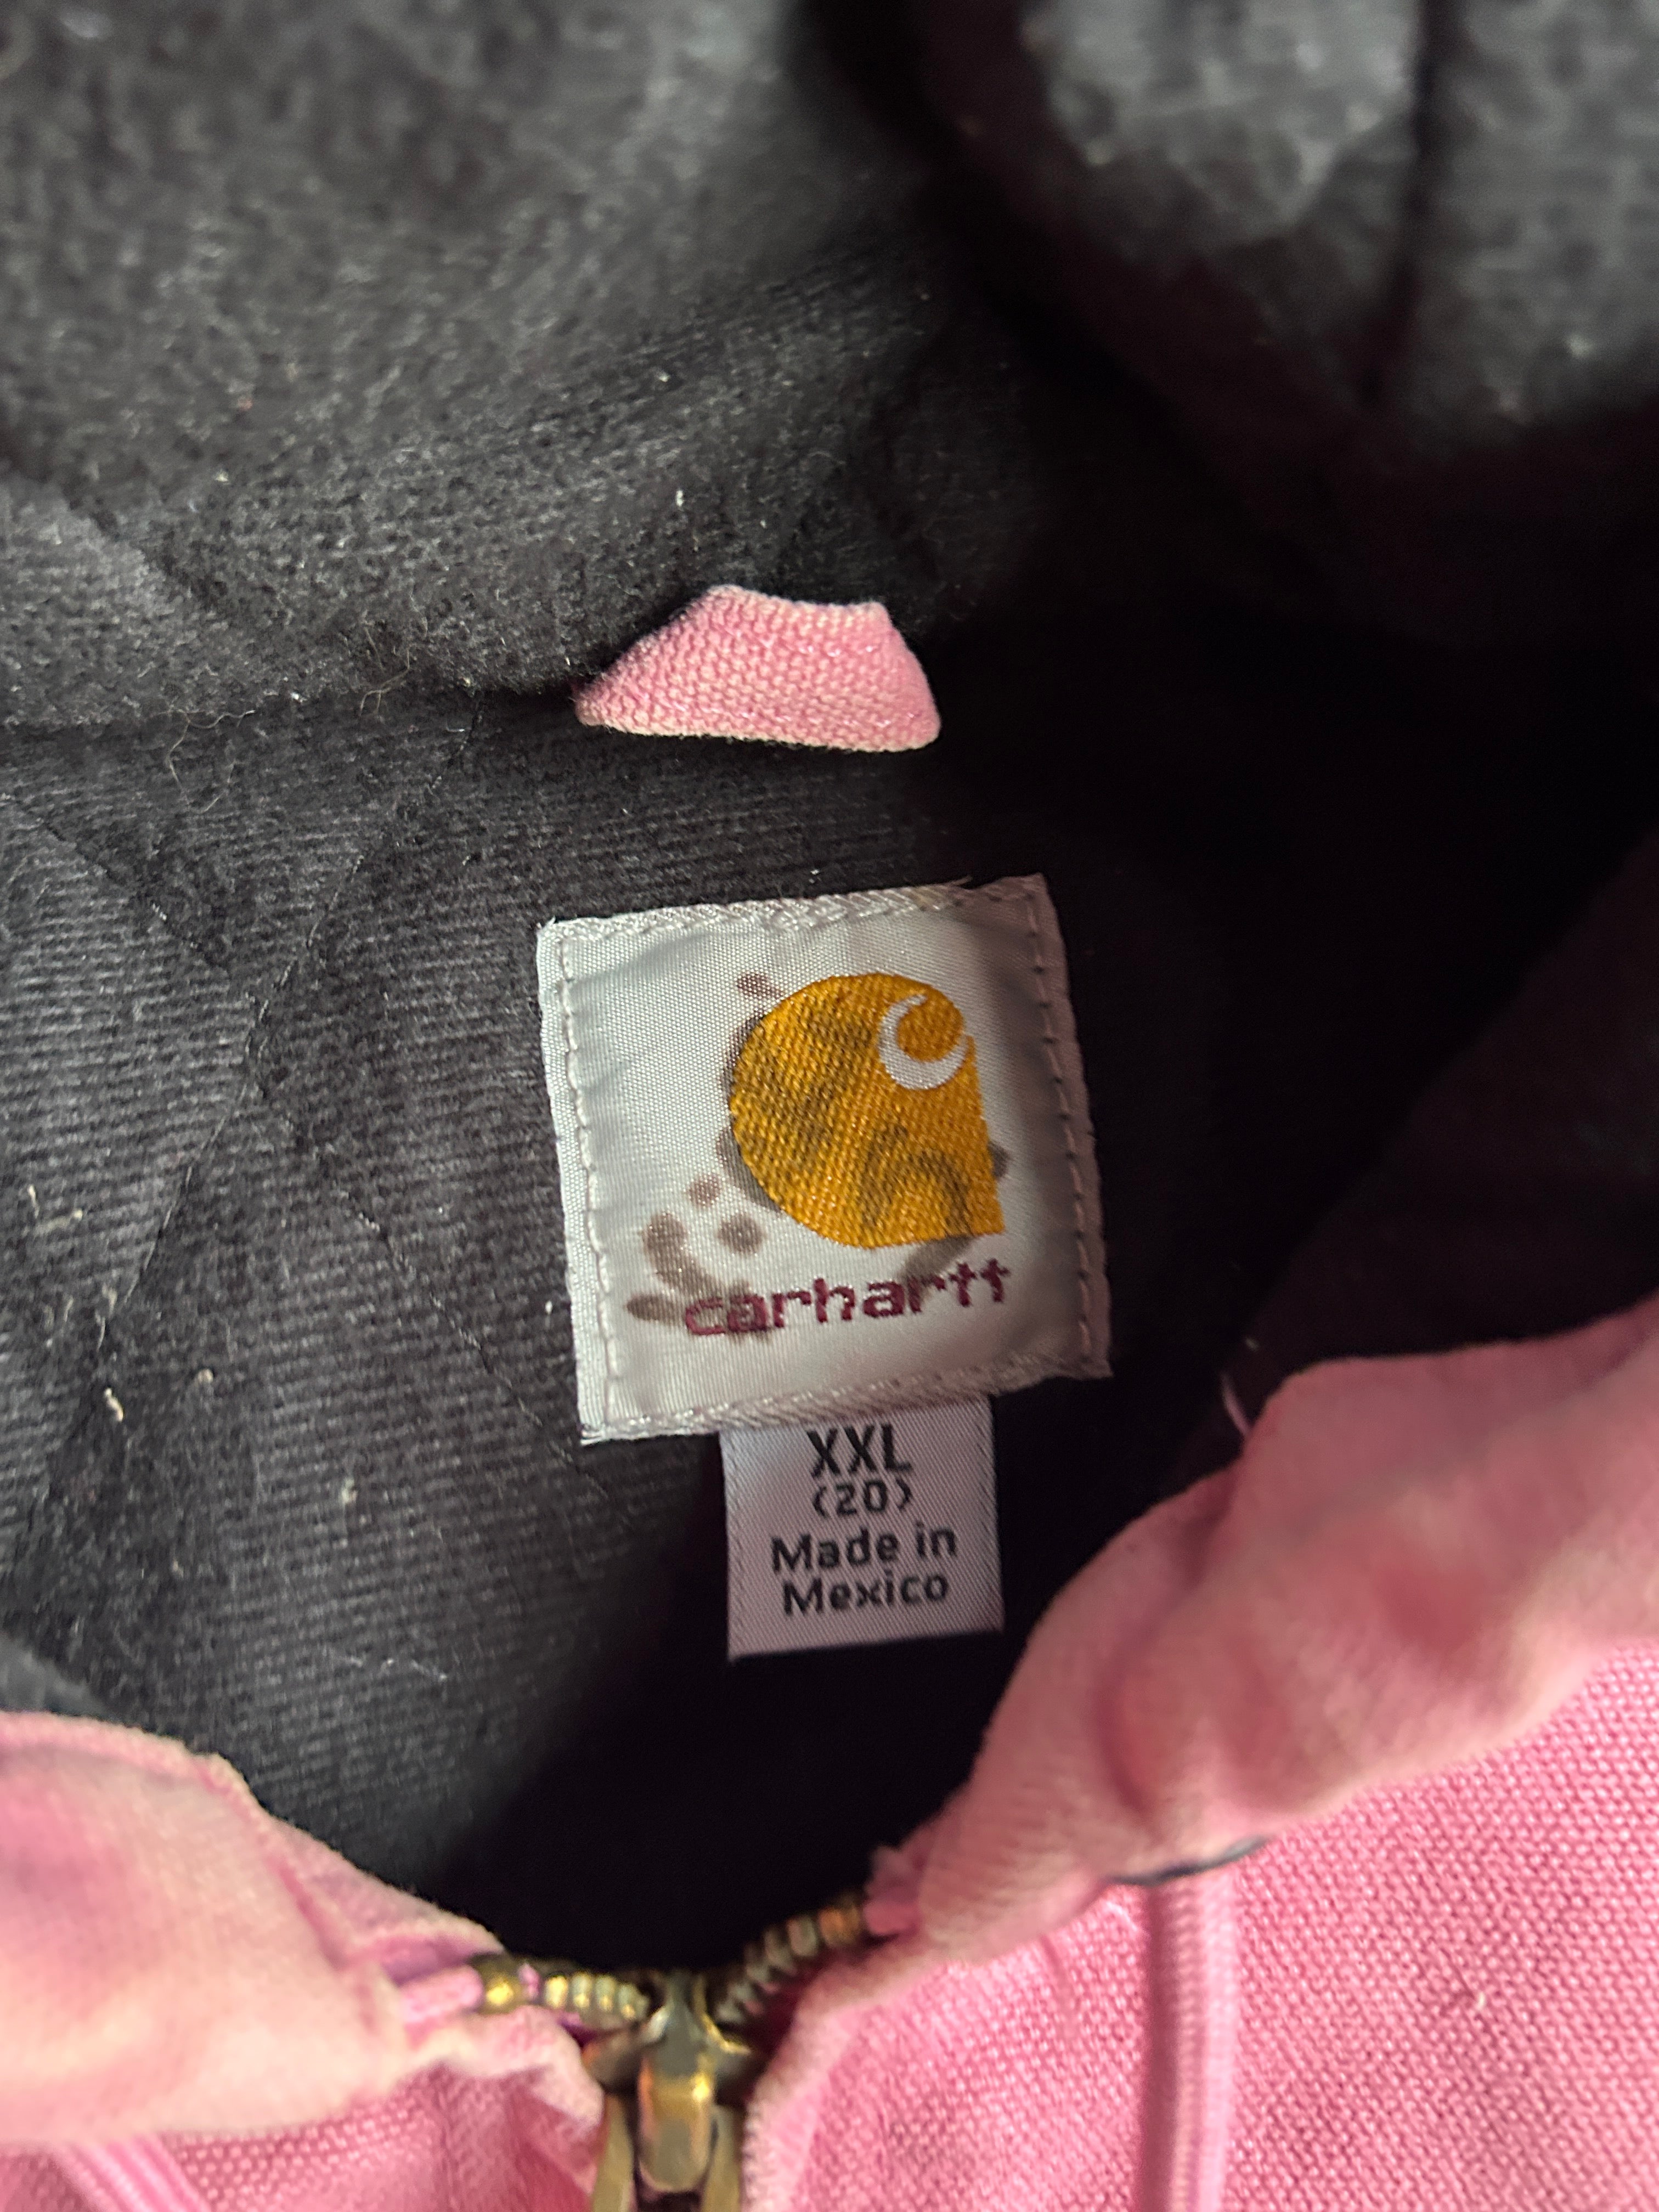 carhartt
XXL
(20)
Made in
Mexico